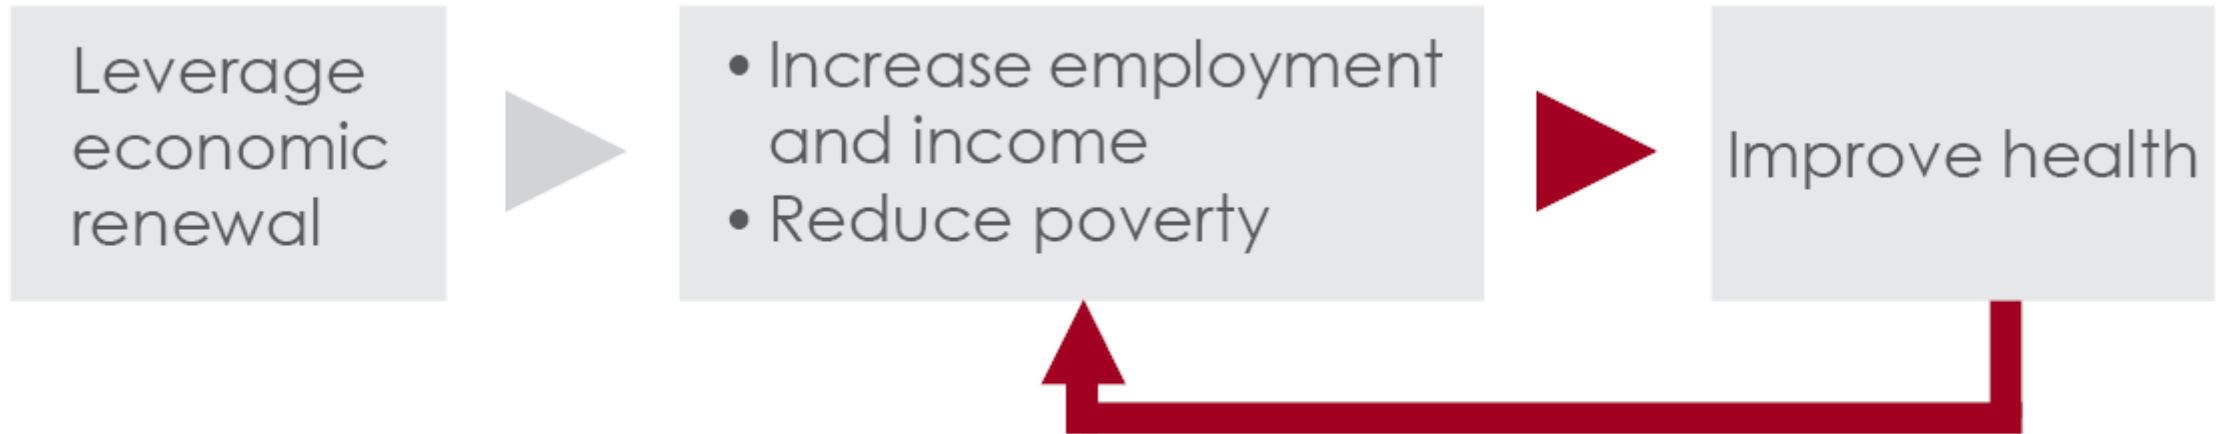 Leverage
economic
renewal
• Increase employment
and income
• Reduce poverty
Improve health